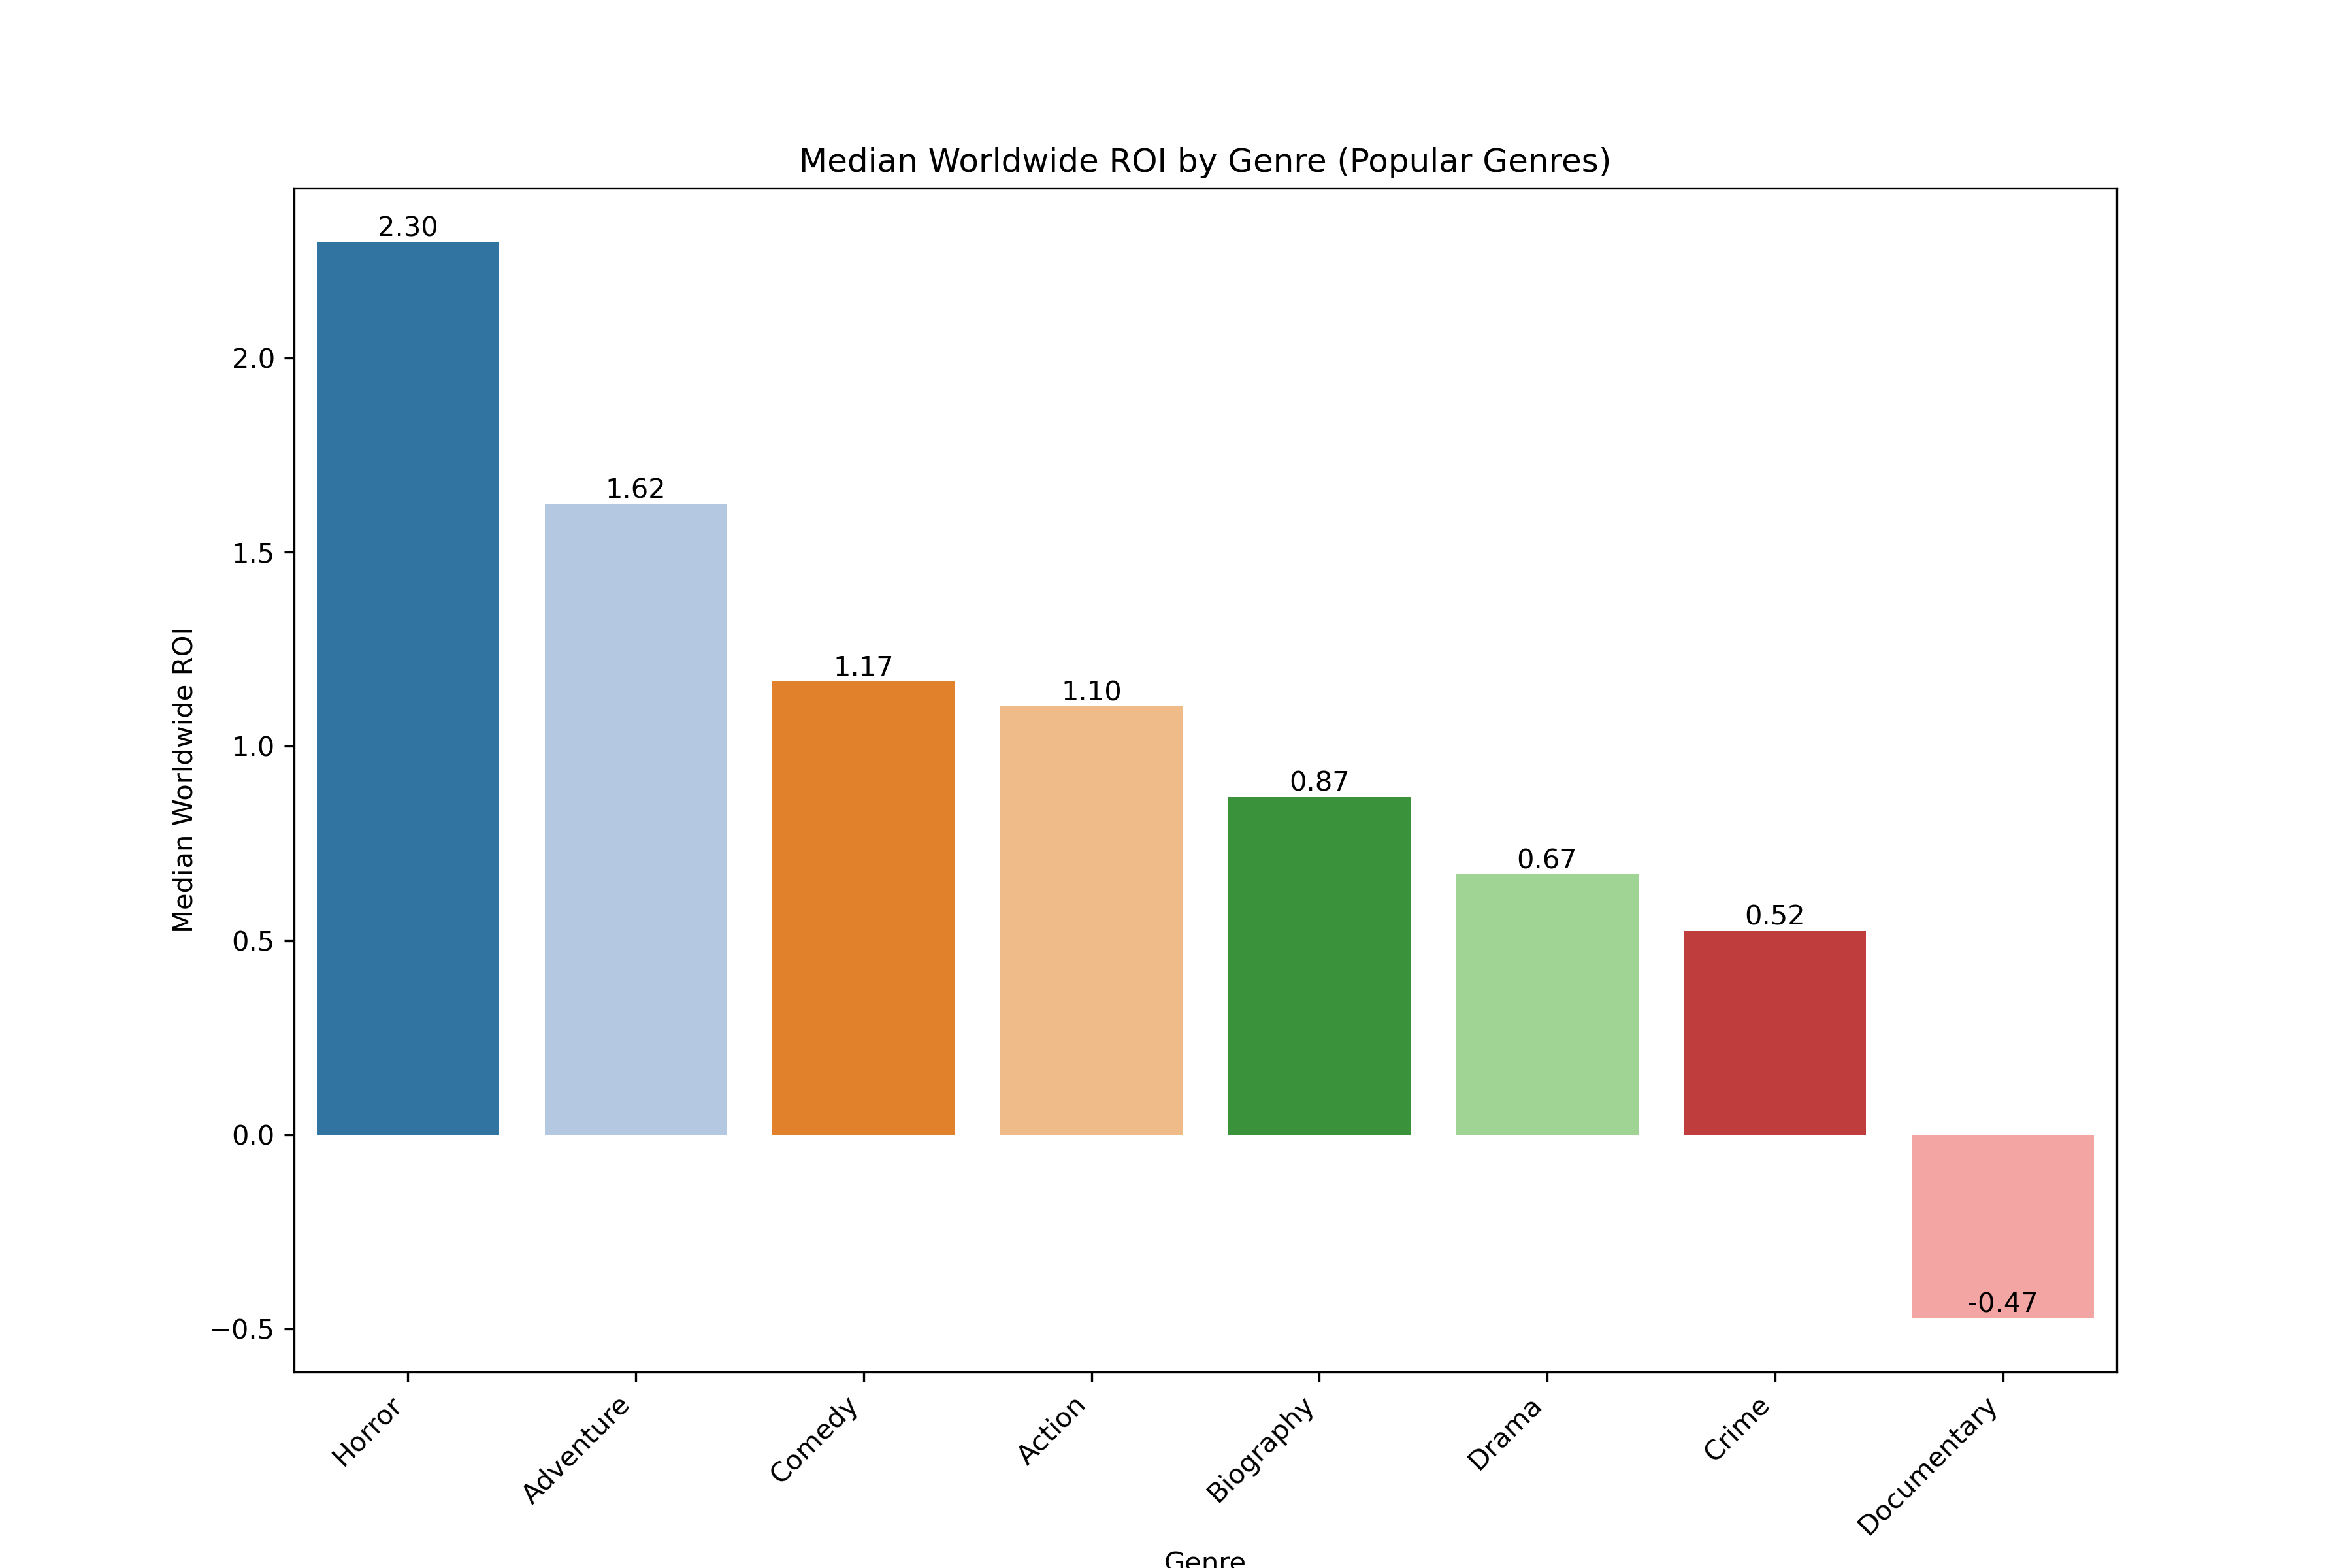 Median Worldwide ROI by Genre (Popular Genres)
2.30
1.62
1.17
1.10
0.87
0.67
0.52
-0.47
2.0
1.5
1.0
0.5
0.0
−0.5
Median Worldwide ROI
Horror
Adventure
Comedy
Action
Biography
Drama
Crime
Documentary
Genre